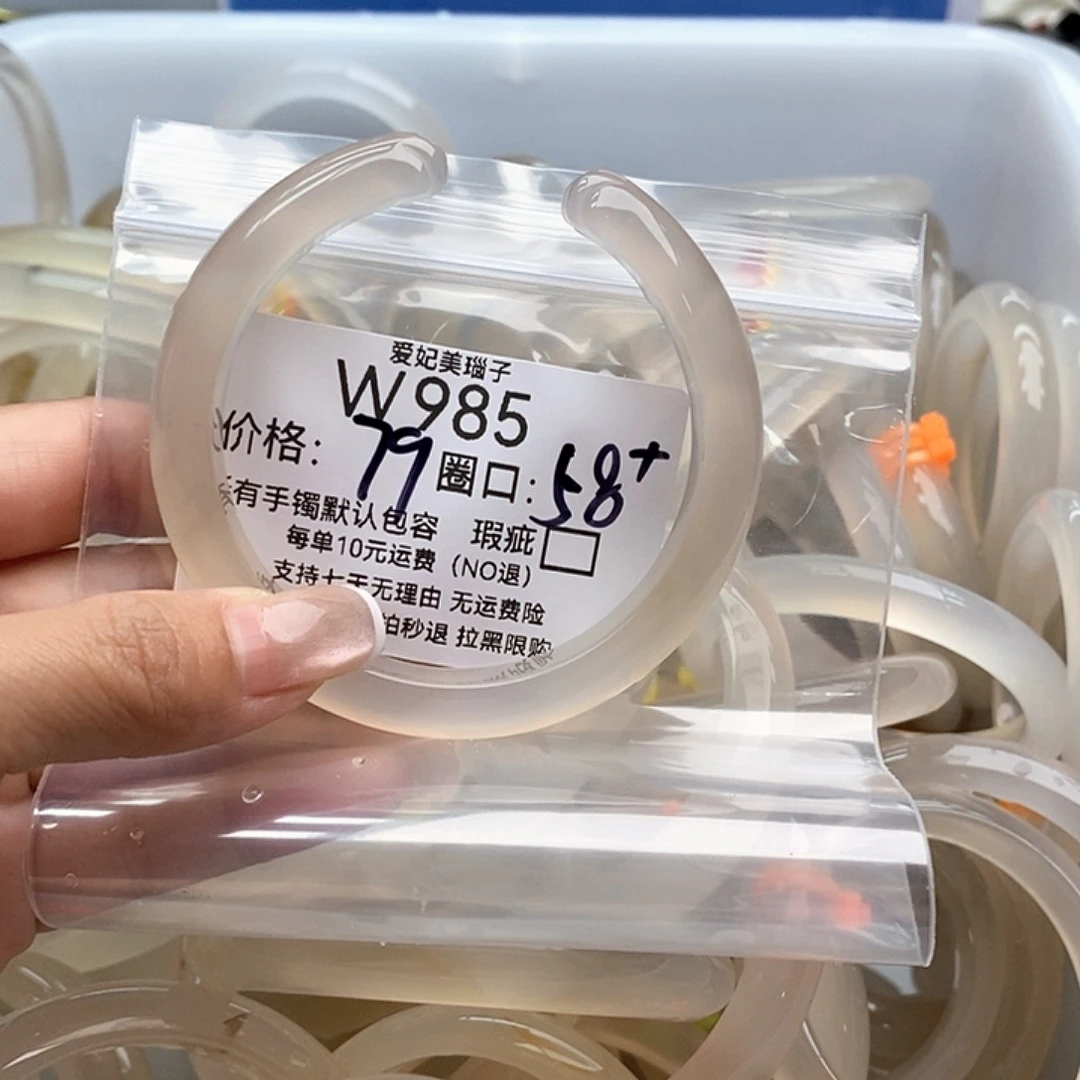 爱妃美瑙子
W985
价格：79 圈口：58+
有手镯默认包容 瑕疵
每单10元运费（NO退）
支持七天无理由 无运费险
拍秒退 拉黑限购